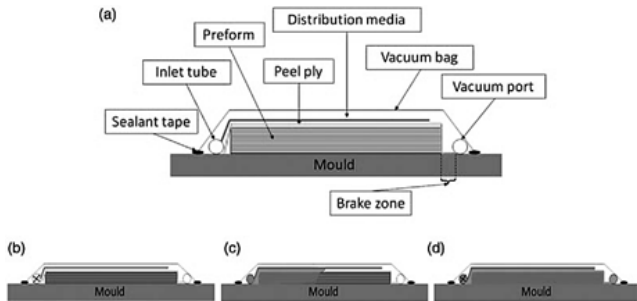 (a)
Distribution media
Preform
Inlet tube
Peel ply
Vacuum bag
Vacuum port
Sealant tape
Mould
Brake zone
(b)
(c)
(d)
Mould
Mould
Mould